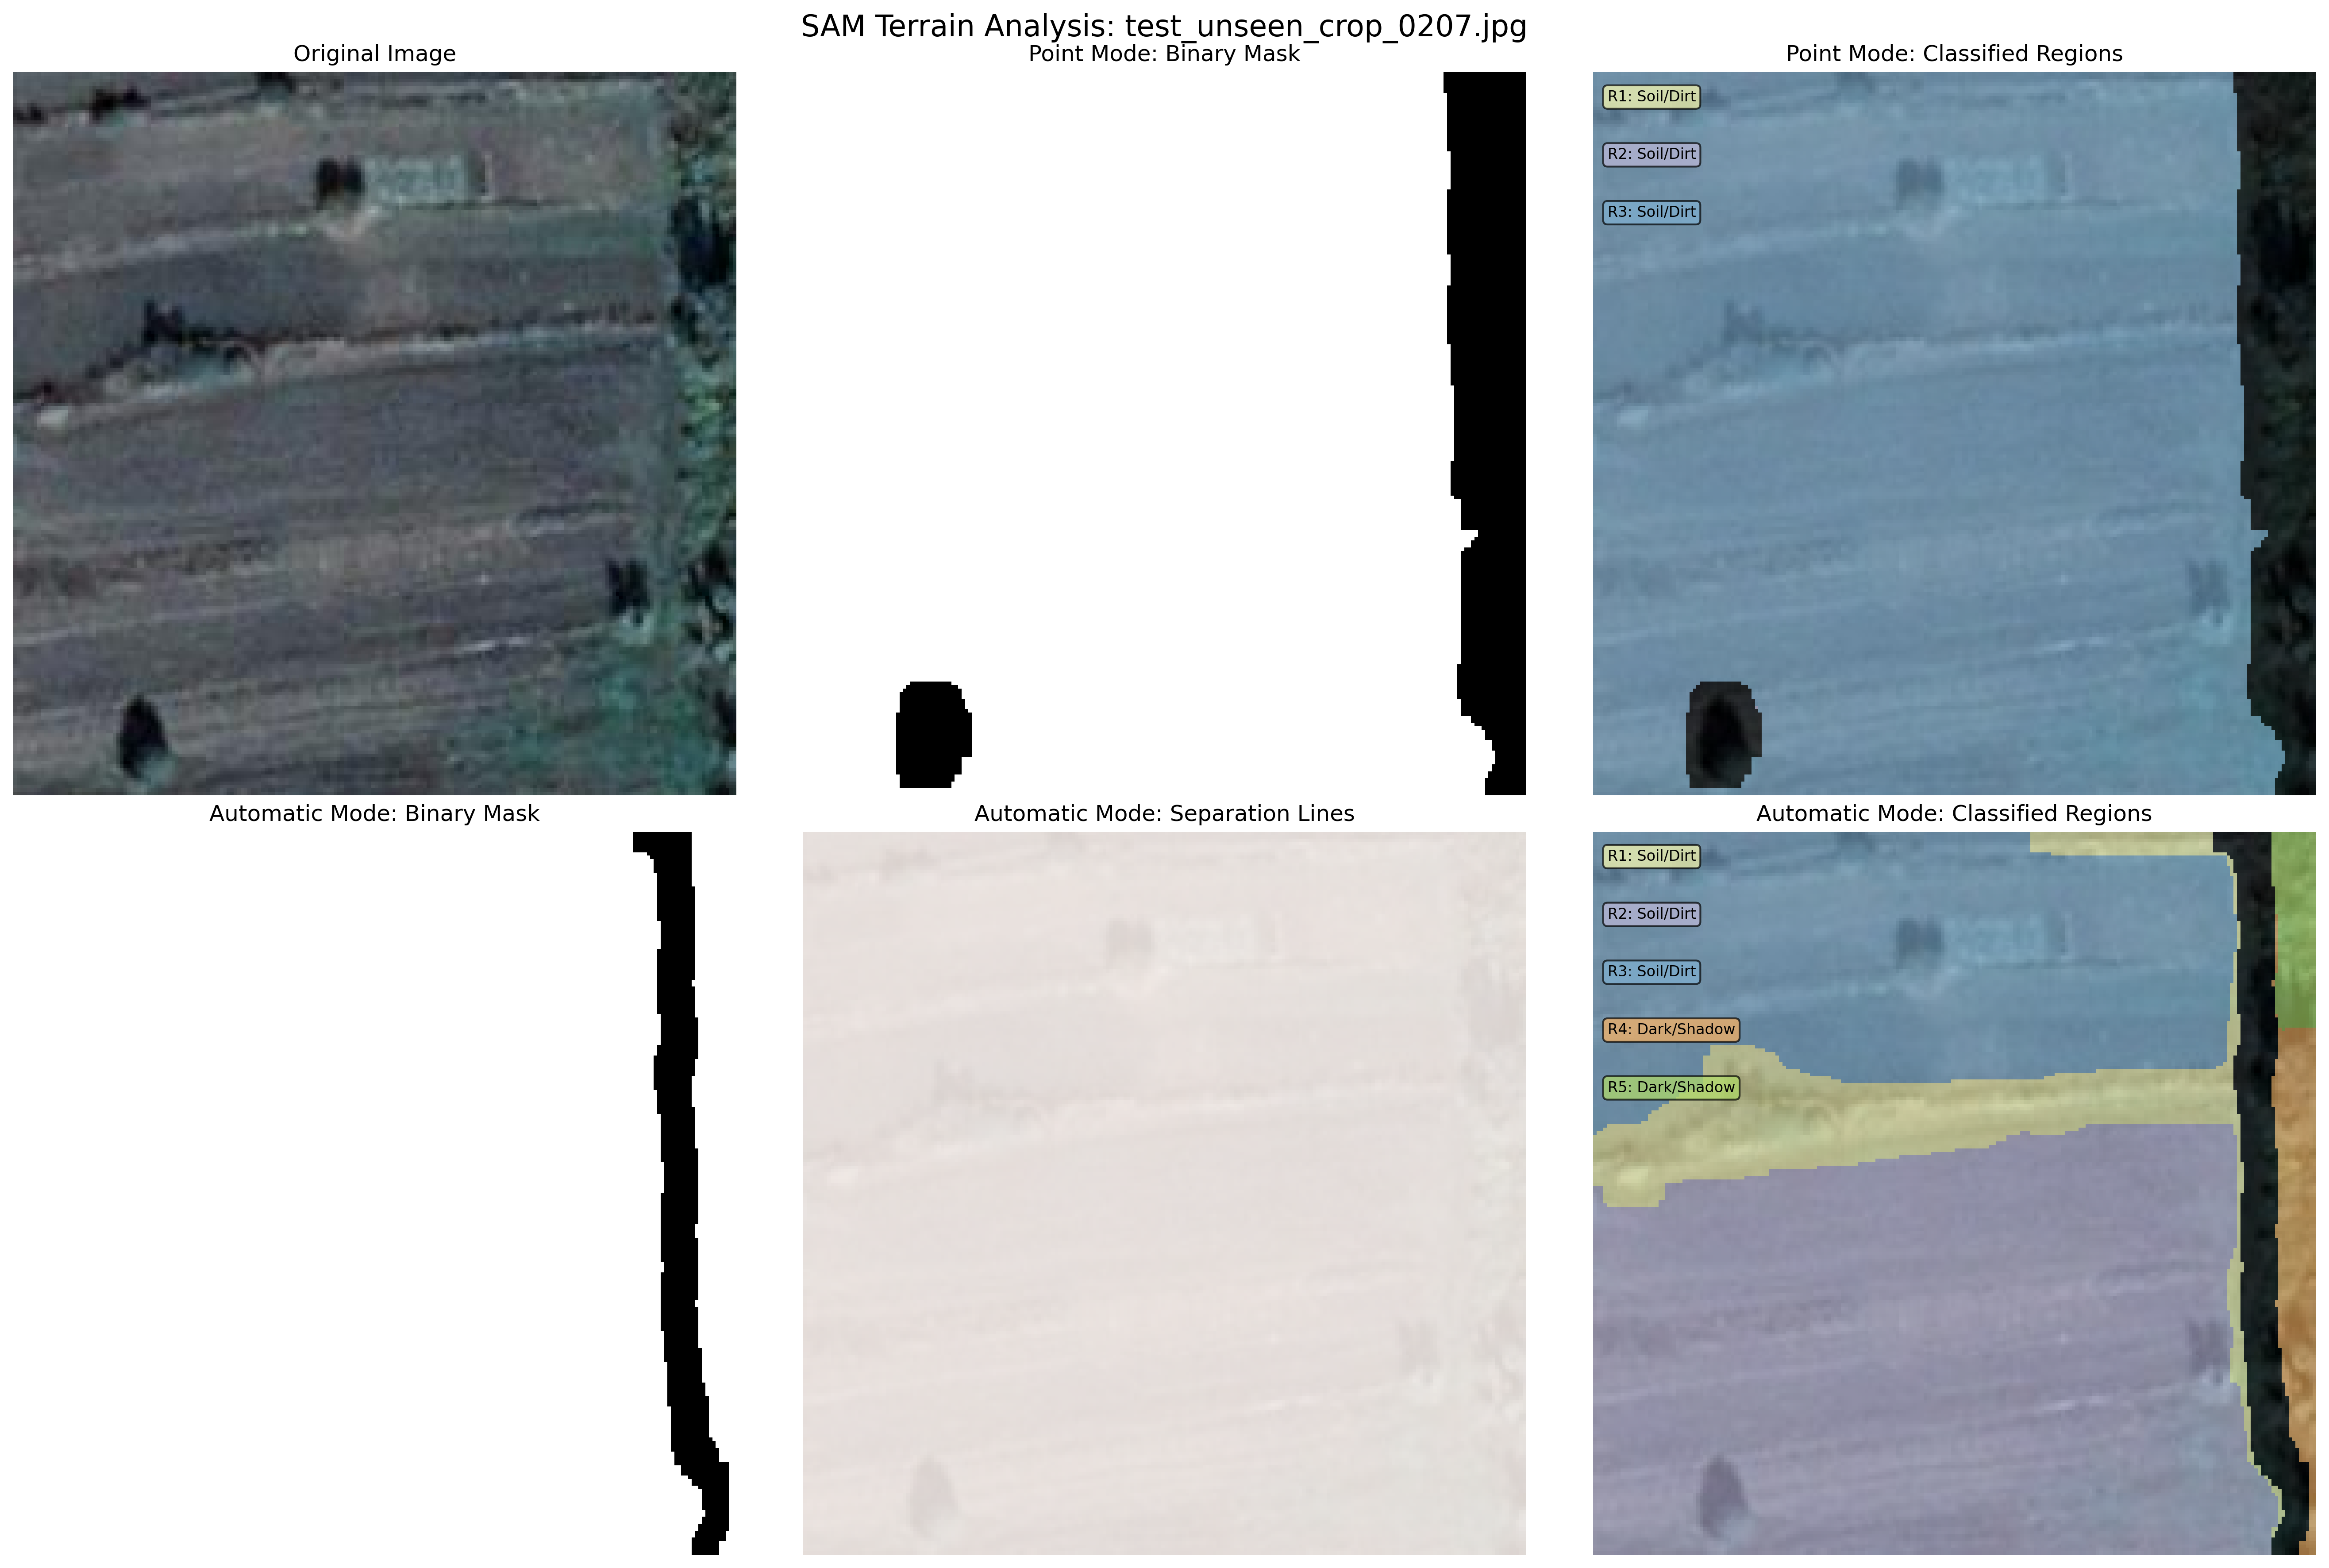 SAM Terrain Analysis: test_unseen_crop_0207.jpg
Original Image
Point Mode: Binary Mask
Point Mode: Classified Regions
R1: Soil/Dirt
R2: Soil/Dirt
R3: Soil/Dirt
Automatic Mode: Binary Mask
Automatic Mode: Separation Lines
Automatic Mode: Classified Regions
R1: Soil/Dirt
R2: Soil/Dirt
R3: Soil/Dirt
R4: Dark/Shadow
R5: Dark/Shadow